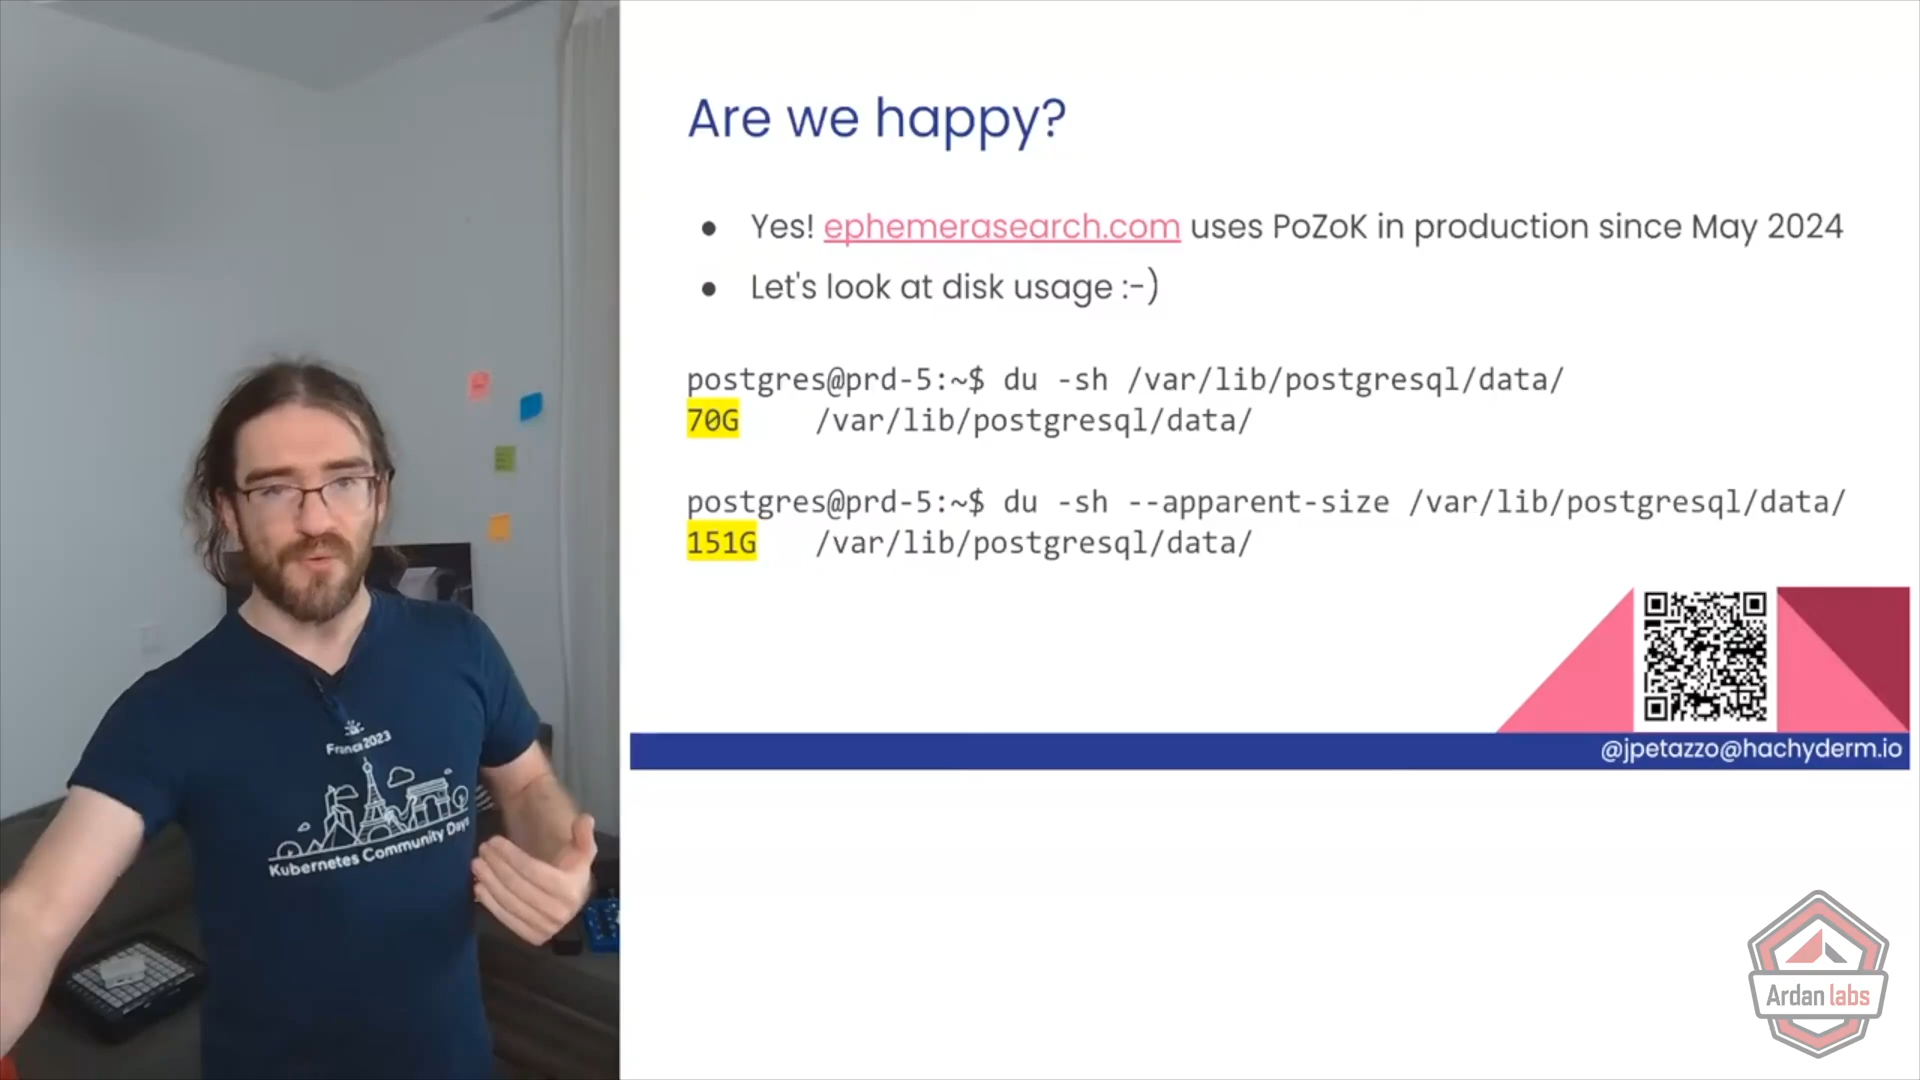 Are we happy?
● Yes! ephemerasearch.com uses PoZoK in production since May 2024
● Let's look at disk usage :-)
postgres@prd-5:~$ du -sh /var/lib/postgresql/data/
70G /var/lib/postgresql/data/
postgres@prd-5:~$ du -sh --apparent-size /var/lib/postgresql/data/
151G /var/lib/postgresql/data/
@jpetazzo@hachyderm.io
France 2023
Kubernetes Community Days
Ardan labs